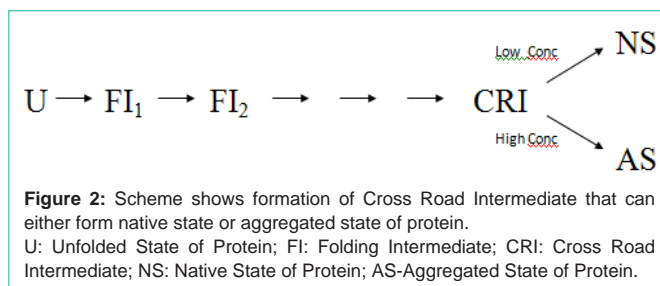 NS
Low Conc
U → FI₁ → FI₂ → → → CRI
High Conc
AS
Figure 2: Scheme shows formation of Cross Road Intermediate that can
either form native state or aggregated state of protein.
U: Unfolded State of Protein; FI: Folding Intermediate; CRI: Cross Road
Intermediate; NS: Native State of Protein; AS-Aggregated State of Protein.